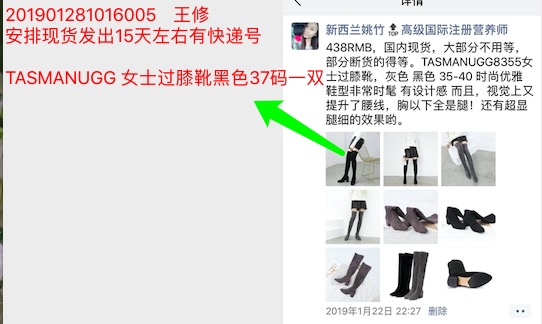 201901281016005 王修
安排现货发出15天左右有快递号
TASMANUGG 女士过膝靴黑色37码一双
详情
新西兰姚竹 高级国际注册营养师
438RMB，国内现货，大部分不用等，
部分断货的得等。TASMANUGG8355女
士过膝靴，灰色 黑色 35-40 时尚优雅
鞋型非常时髦 有设计感 而且，视觉上又
提升了腰线，胸以下全是腿！还有超显
腿细的效果哟。
2019年1月22日 22:27 删除